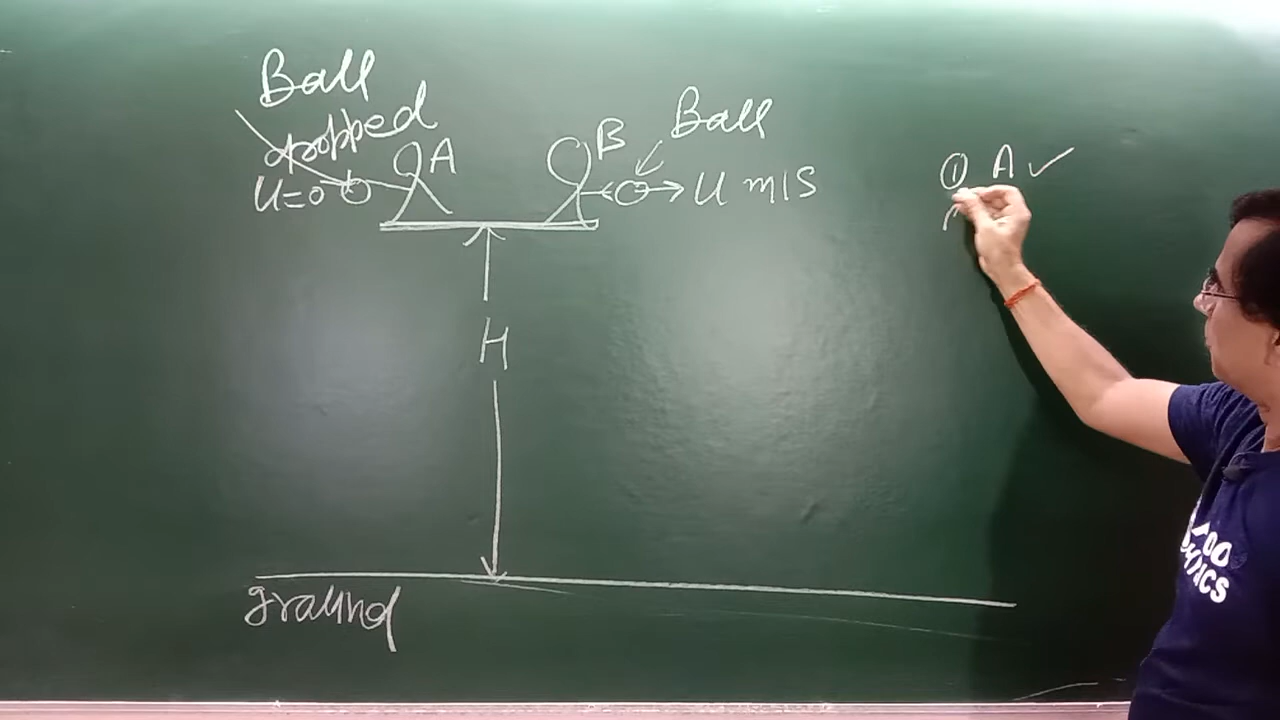 Ball
dropped
U=0
A
B
Ball
U m/s
① A ✓
H
ground